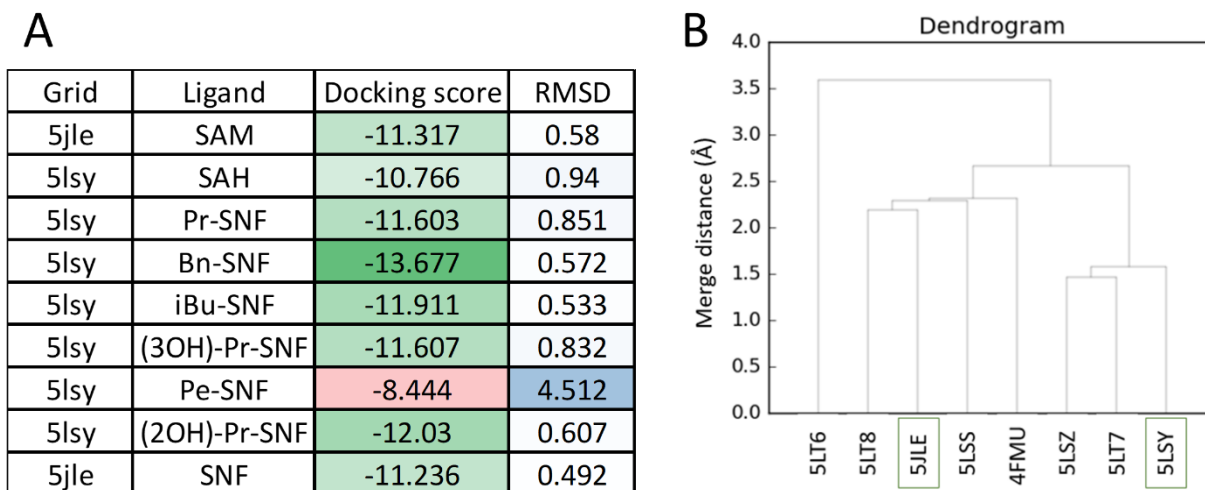 A
Grid Ligand Docking score RMSD
5jle SAM -11.317 0.58
5lsy SAH -10.766 0.94
5lsy Pr-SNF -11.603 0.851
5lsy Bn-SNF -13.677 0.572
5lsy iBu-SNF -11.911 0.533
5lsy (3OH)-Pr-SNF -11.607 0.832
5lsy Pe-SNF -8.444 4.512
5lsy (2OH)-Pr-SNF -12.03 0.607
5jle SNF -11.236 0.492
B
Dendrogram
Merge distance (Å)
4.0
3.5
3.0
2.5
2.0
1.5
1.0
0.5
0.0
5LT6
5LT8
5JLE
5LSS
4FMU
5LSZ
5LT7
5LSY